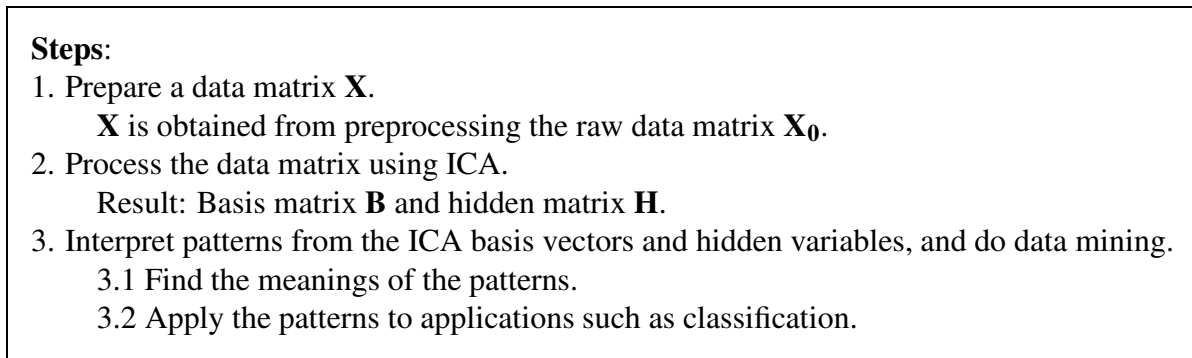 Steps:
1. Prepare a data matrix X.
X is obtained from preprocessing the raw data matrix X₀.
2. Process the data matrix using ICA.
Result: Basis matrix B and hidden matrix H.
3. Interpret patterns from the ICA basis vectors and hidden variables, and do data mining.
3.1 Find the meanings of the patterns.
3.2 Apply the patterns to applications such as classification.